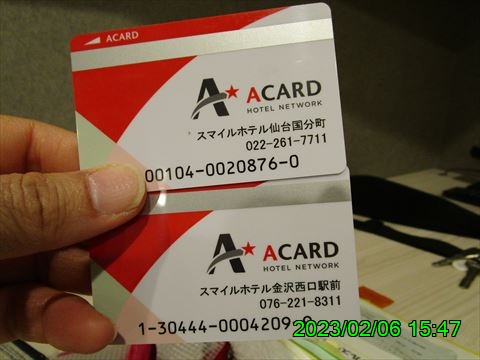 ACARD
ACARD
HOTEL NETWORK
スマイルホテル仙台国分町
022-261-7711
00104-0020876-0
ACARD
HOTEL NETWORK
スマイルホテル金沢西口駅前
076-221-8311
1-30444-0004209-
2023/02/06 15:47